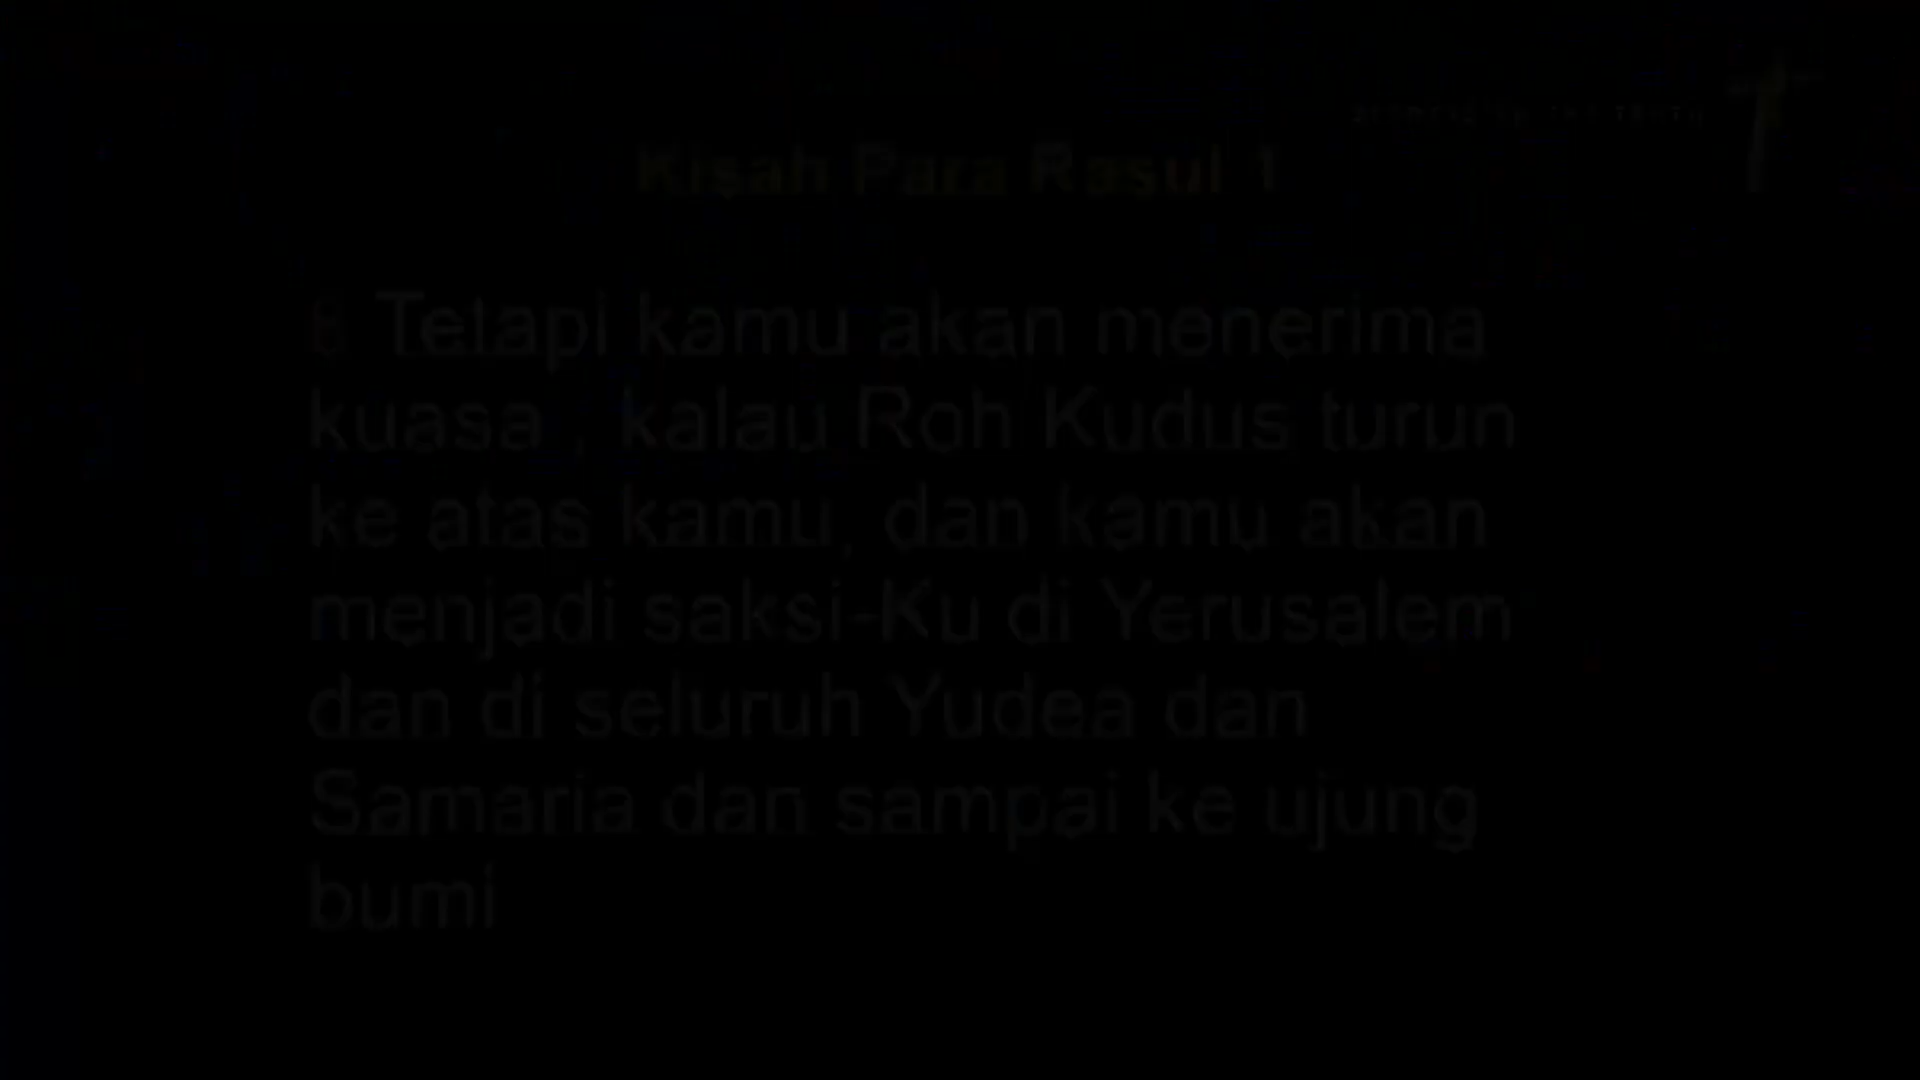 Kisah Para Rasul 1
8 Tetapi kamu akan menerima
kuasa , kalau Roh Kudus turun
ke atas kamu, dan kamu akan
menjadi saksi-Ku di Yerusalem
dan di seluruh Yudea dan
Samaria dan sampai ke ujung
bumi